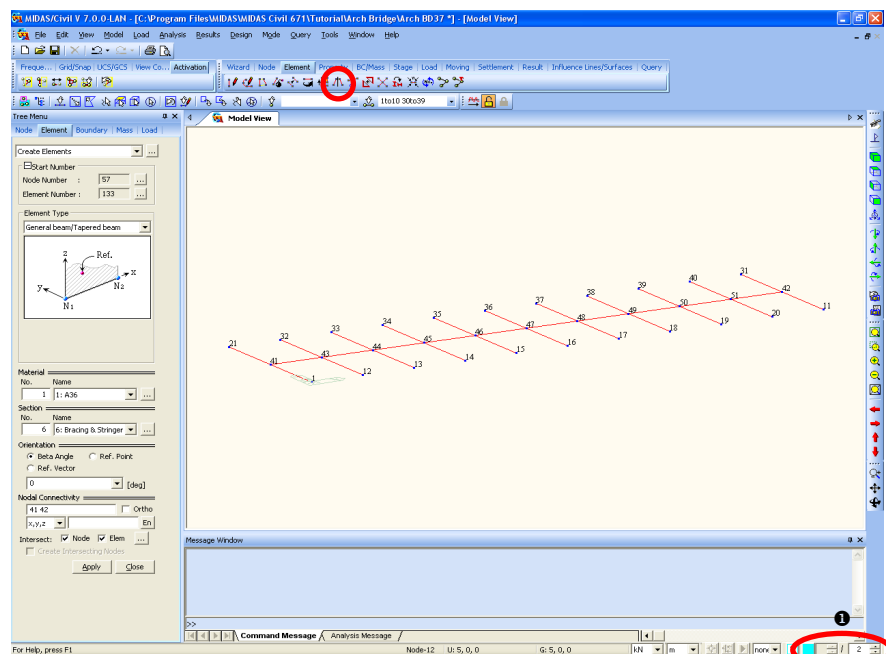 MIDAS/Civil V 7.0.0-LAN - [C:\Program Files\MIDAS\MIDAS Civil 671\Tutorial\Arch Bridge\Arch BD37 *] - [Model View]
File Edit View Model Load Analysis Results Design Mode Query Tools Window Help
Freque... Grid/Snap UCS/GCS View Co... Activation Wizard Node Element Property BC/Mass Stage Load Moving Settlement Result Influence Lines/Surfaces Query
1to10 30to39
Tree Menu
Model View
Node Element Boundary Mass Load
Create Elements
Start Number
Node Number : 57
Element Number : 133
Element Type
General beam/Tapered beam
z Ref.
x
y N2
N1
Material
No. Name
1 1: A36
Section
No. Name
6 6: Bracing & Stringer
Orientation
Beta Angle Ref. Point
Ref. Vector
0 [deg]
Nodal Connectivity
41 42 Ortho
x,y,z En
Intersect: Node Elem
Create Intersecting Nodes
Apply Close
31
40
39
38
37
36
35
34
33
32
21
42
51
50
49
48
47
46
45
44
43
41
11
20
19
18
17
16
15
14
13
12
1
Message Window
>>
Command Message Analysis Message
❶
For Help, press F1 Node-12 U: 5, 0, 0 G: 5, 0, 0 kN m non / 2